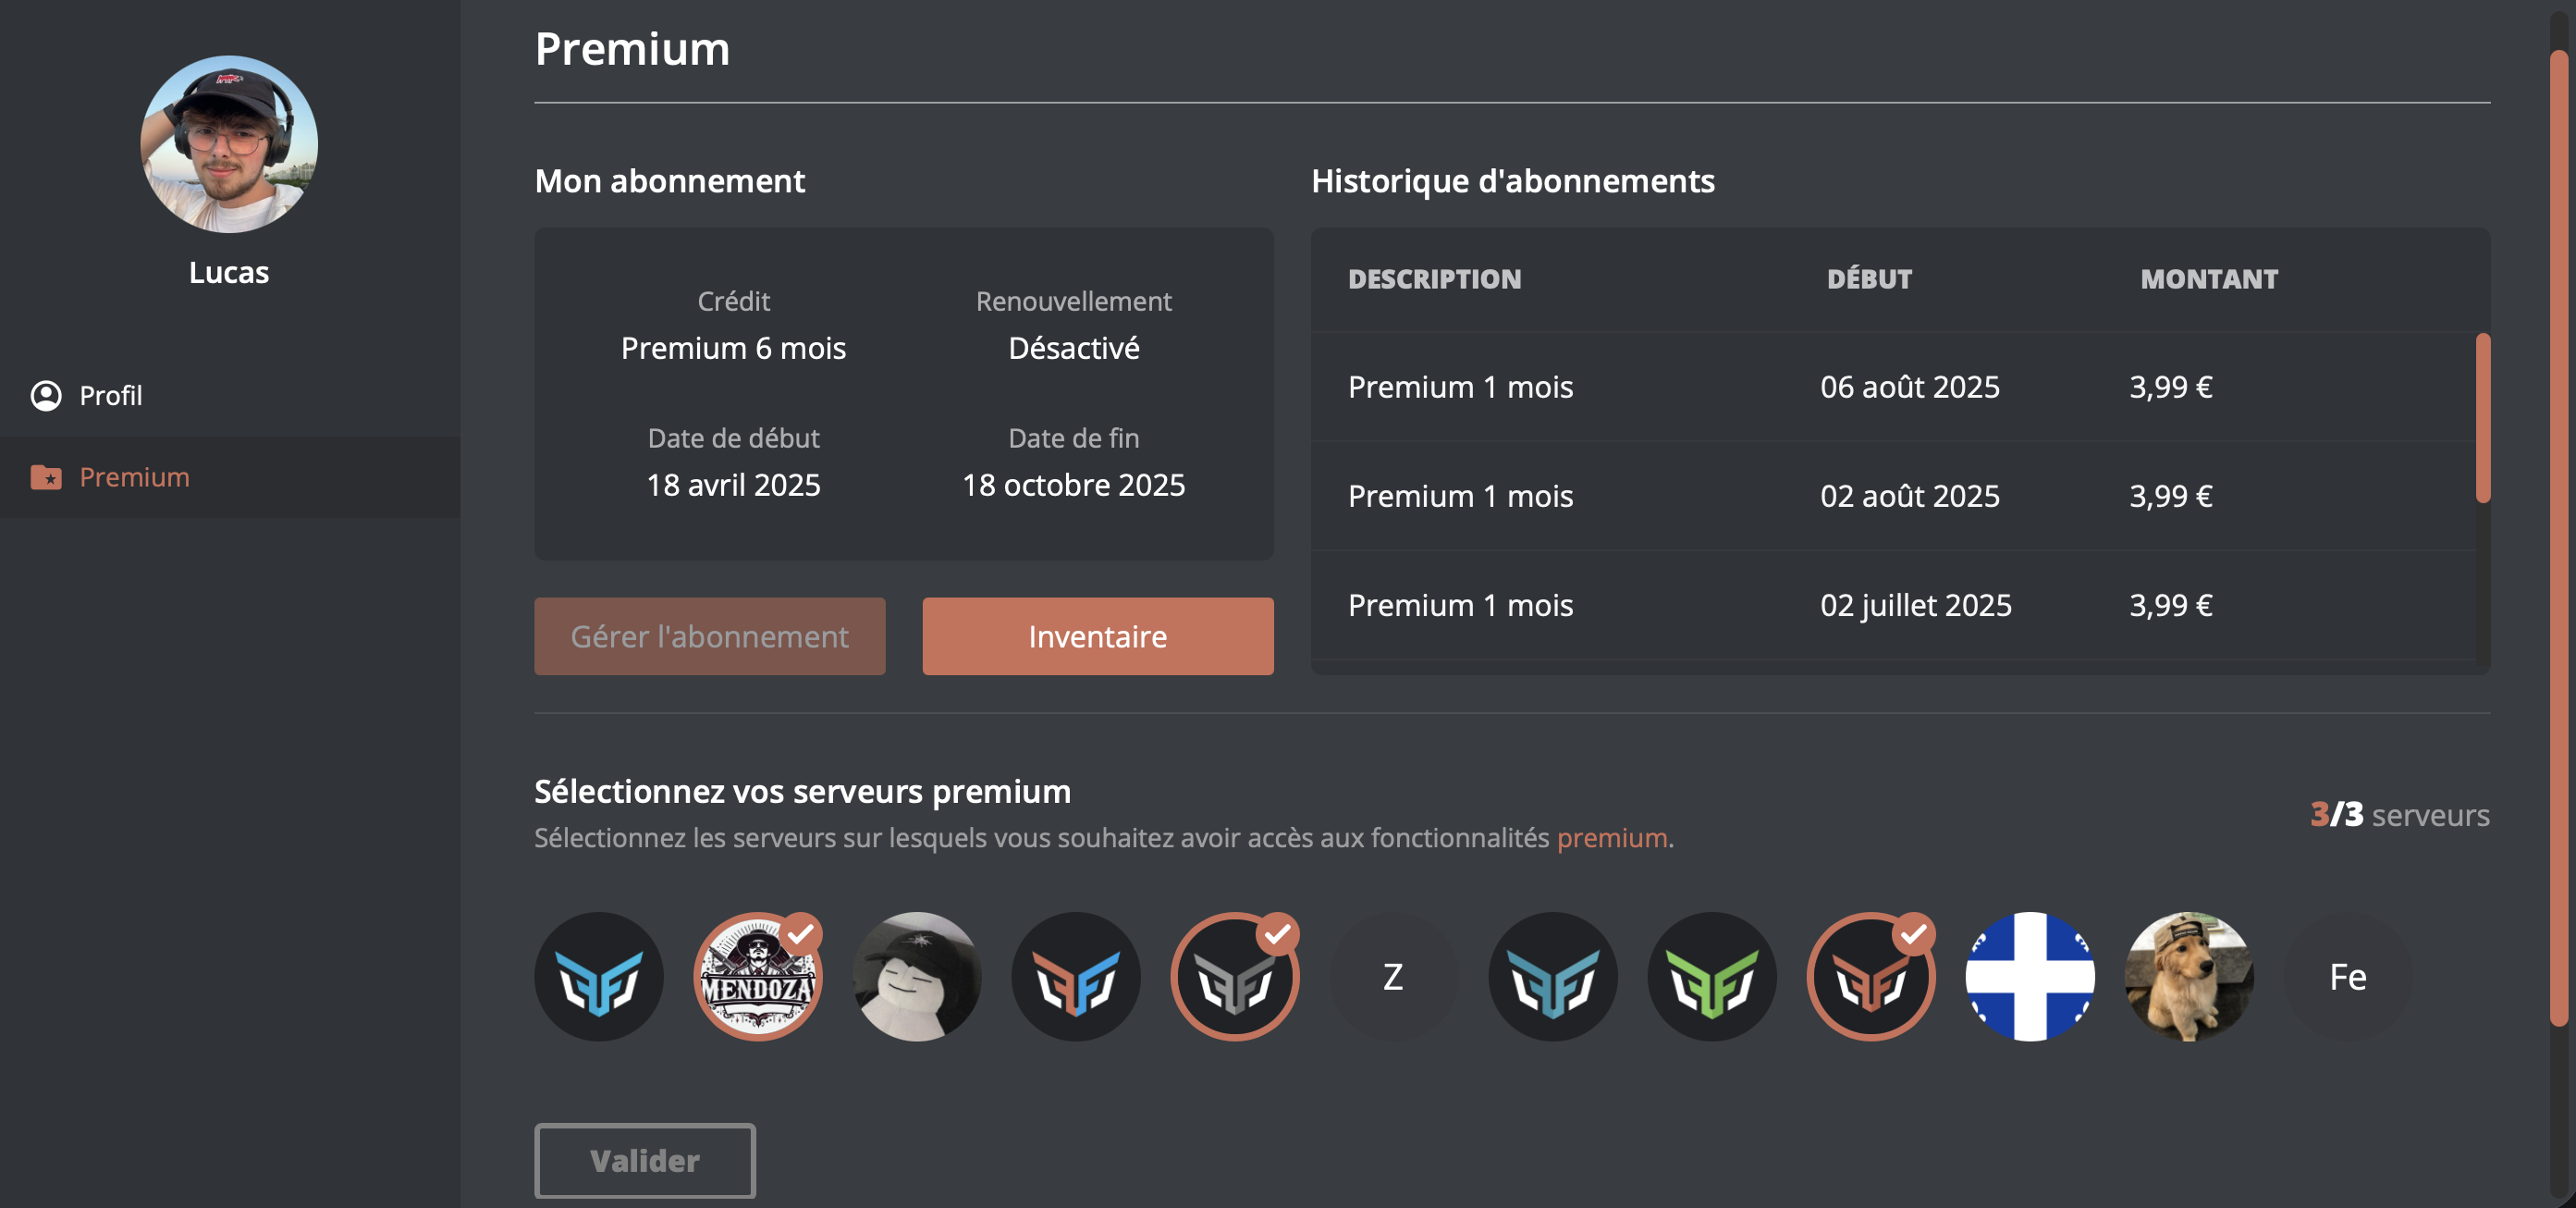 Lucas
Profil
Premium
Premium
Mon abonnement
Crédit
Premium 6 mois
Renouvellement
Désactivé
Date de début
18 avril 2025
Date de fin
18 octobre 2025
Gérer l'abonnement
Inventaire
Historique d'abonnements
DESCRIPTION DÉBUT MONTANT
Premium 1 mois 06 août 2025 3,99 €
Premium 1 mois 02 août 2025 3,99 €
Premium 1 mois 02 juillet 2025 3,99 €
Sélectionnez vos serveurs premium
Sélectionnez les serveurs sur lesquels vous souhaitez avoir accès aux fonctionnalités premium.
3/3 serveurs
MENDOZA
Z
Fe
Valider